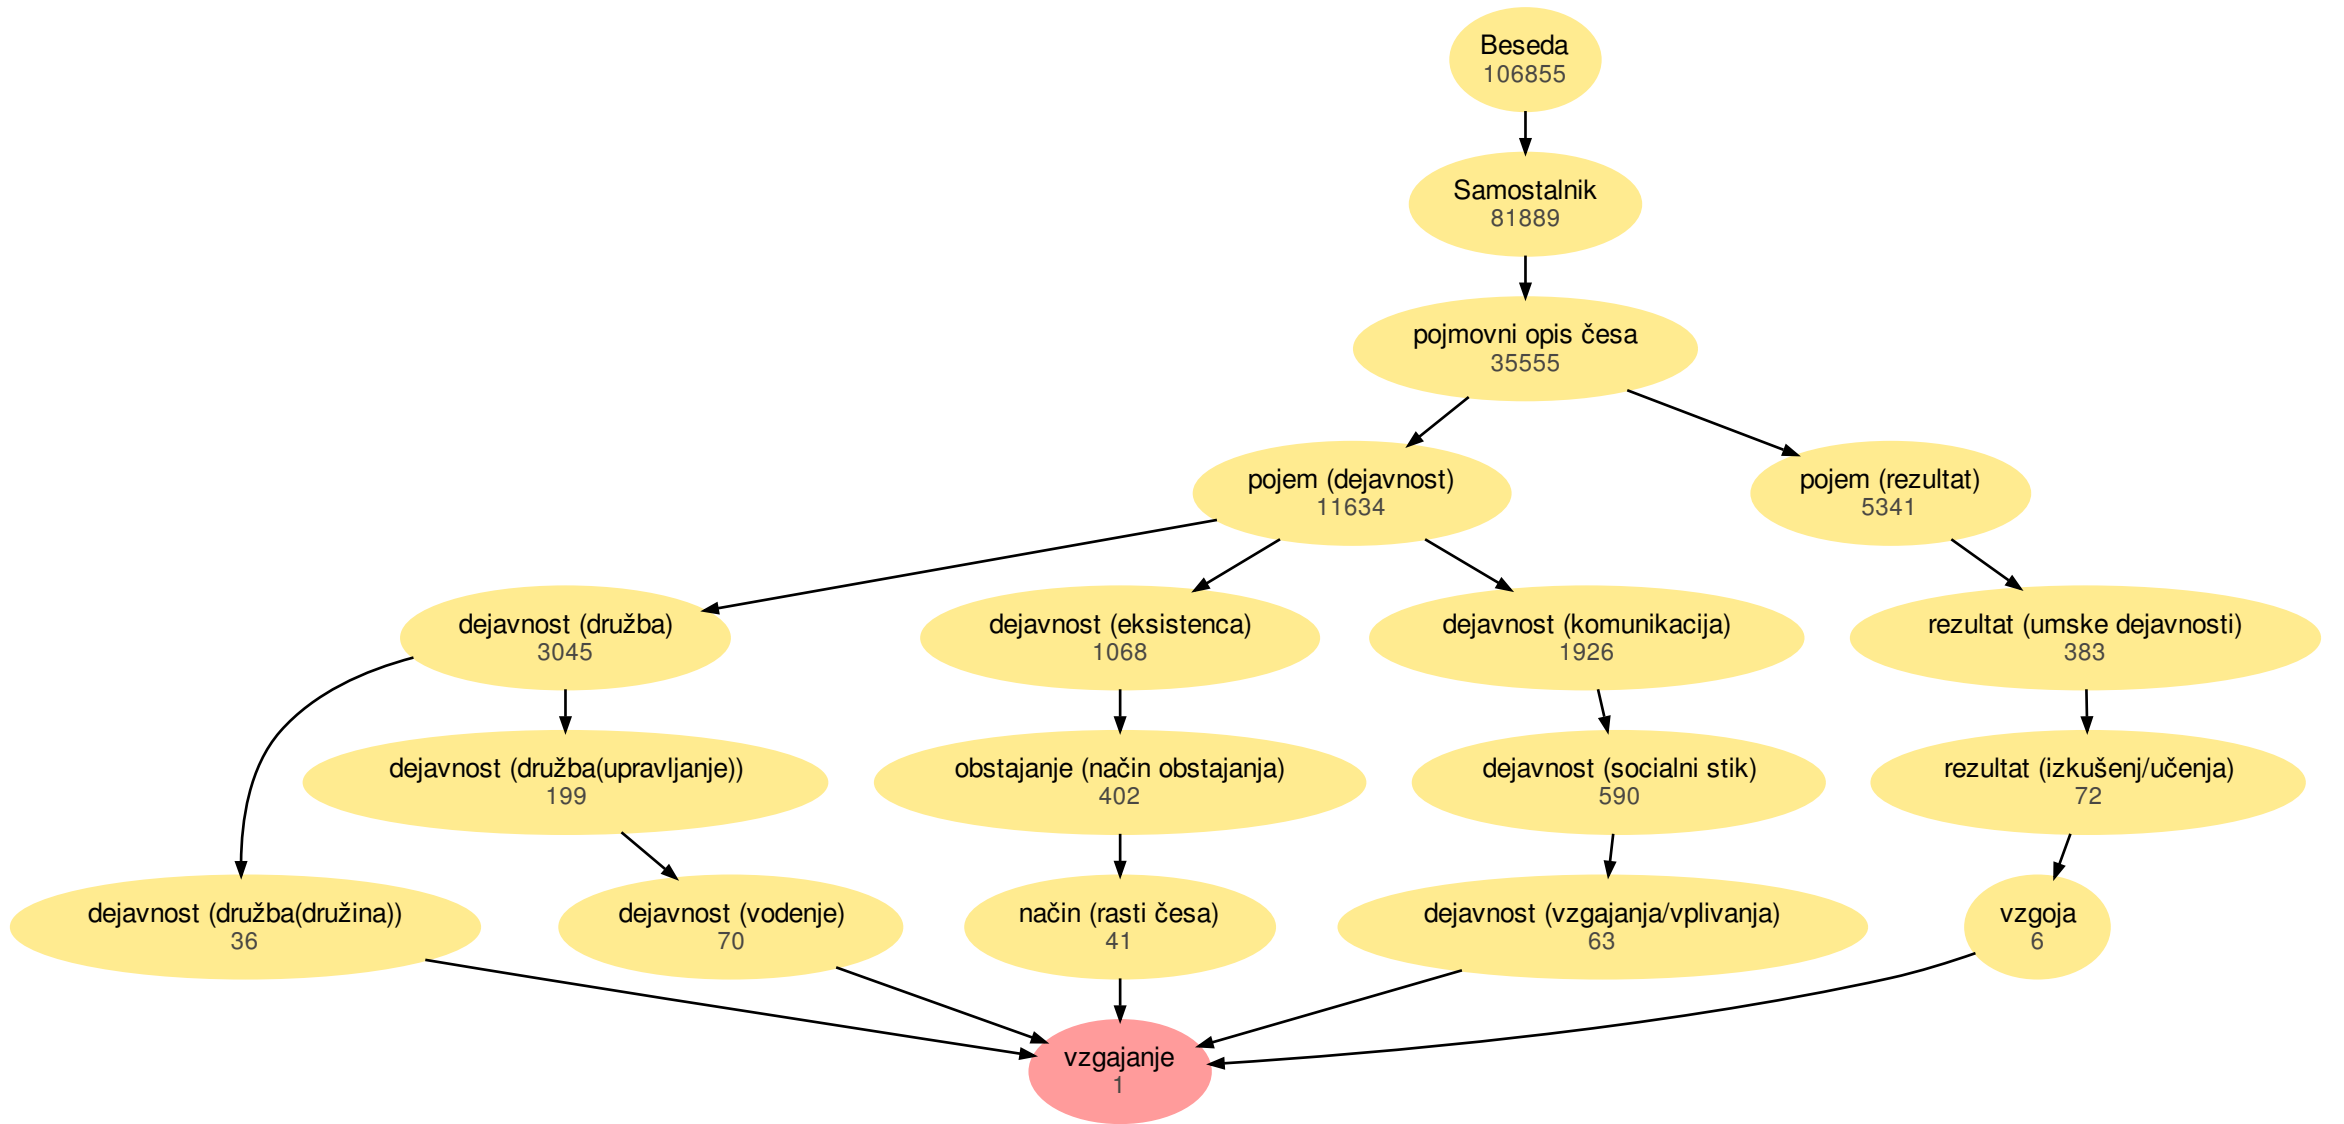 Beseda
106855
Samostalnik
81889
pojmovni opis česa
35555
pojem (dejavnost)
11634
pojem (rezultat)
5341
dejavnost (družba)
3045
dejavnost (eksistenca)
1068
dejavnost (komunikacija)
1926
rezultat (umske dejavnosti)
383
dejavnost (družba(upravljanje))
199
obstajanje (način obstajanja)
402
dejavnost (socialni stik)
590
rezultat (izkušenj/učenja)
72
dejavnost (družba(družina))
36
dejavnost (vodenje)
70
način (rasti česa)
41
dejavnost (vzgajanja/vplivanja)
63
vzgoja
6
vzgajanje
1